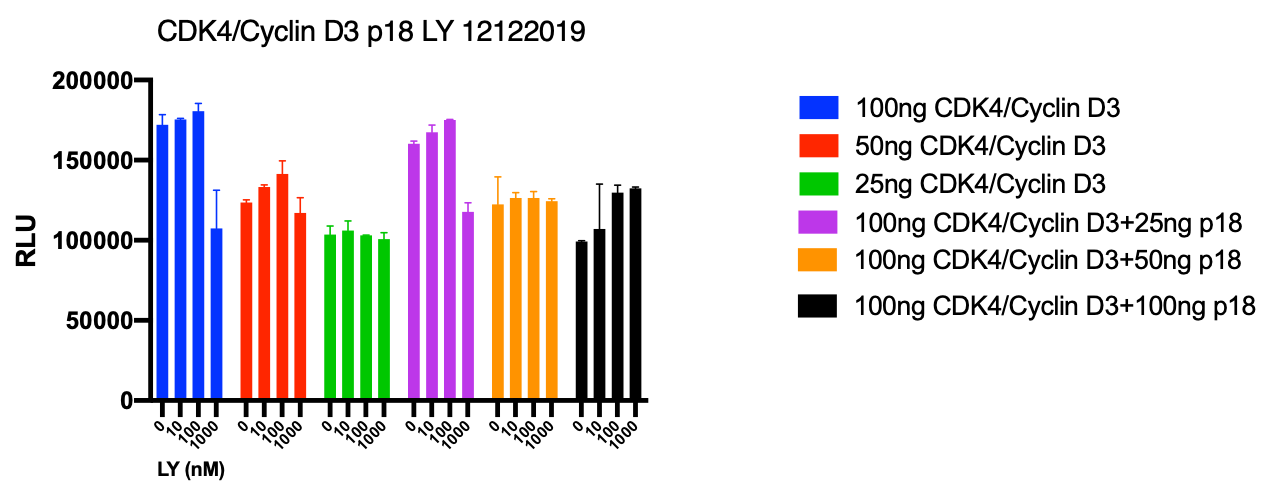 CDK4/Cyclin D3 p18 LY 12122019
200000
150000
100000
50000
0
RLU
0 10 100 1000 0 10 100 1000 0 10 100 1000 0 10 100 1000 0 10 100 1000 0 10 100 1000
LY (nM)
100ng CDK4/Cyclin D3
50ng CDK4/Cyclin D3
25ng CDK4/Cyclin D3
100ng CDK4/Cyclin D3+25ng p18
100ng CDK4/Cyclin D3+50ng p18
100ng CDK4/Cyclin D3+100ng p18